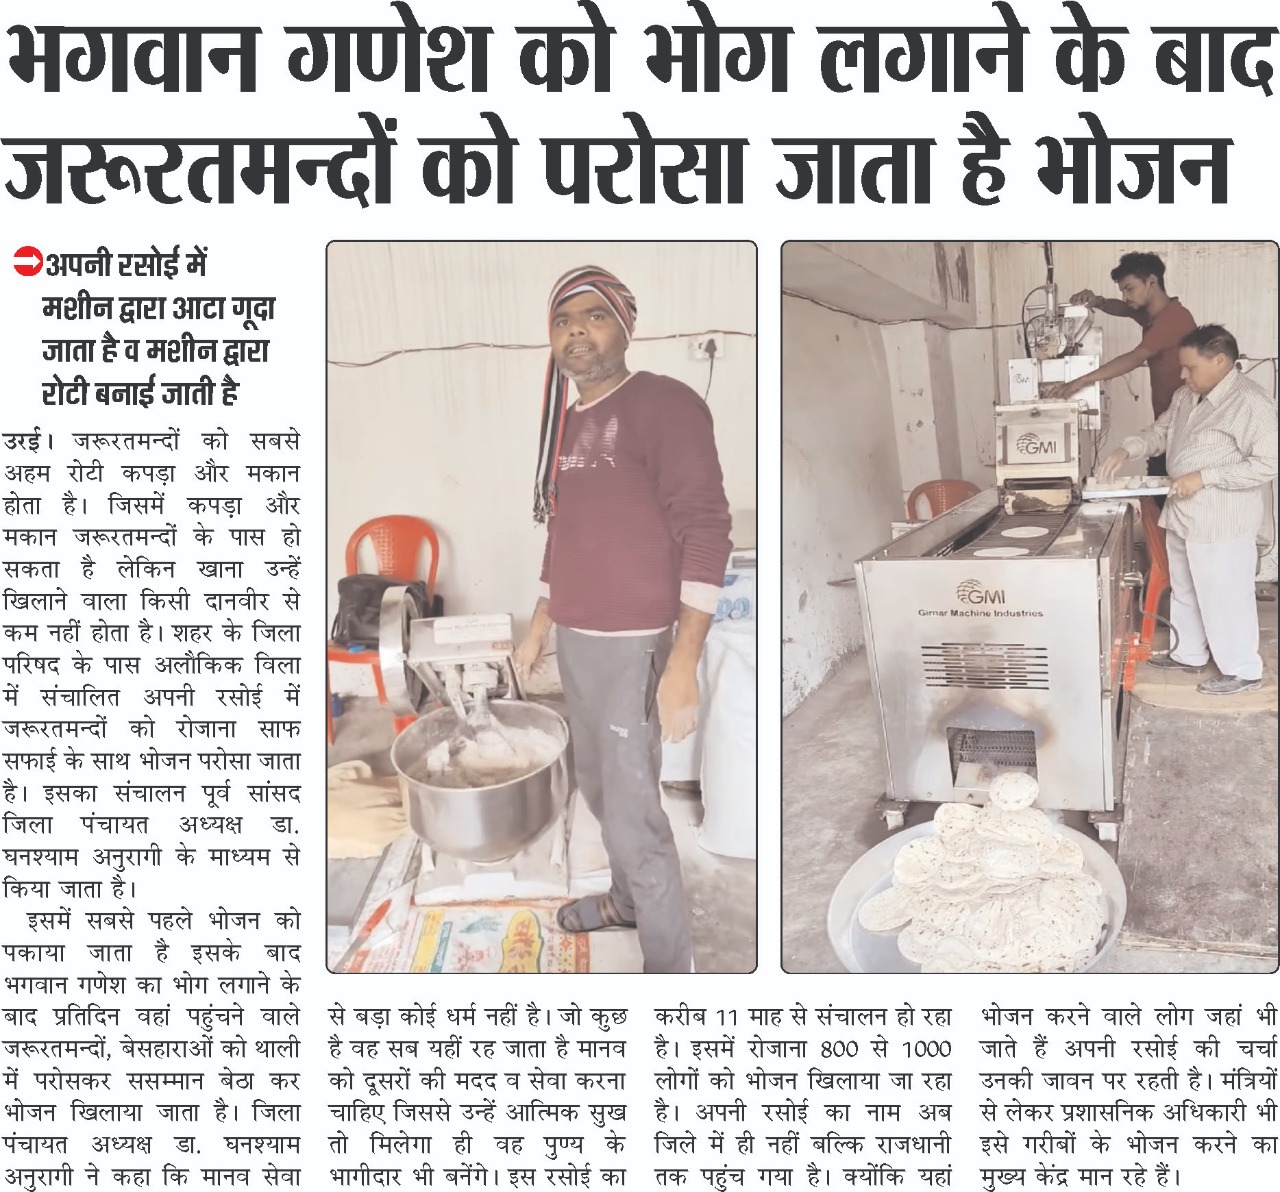 भगवान गणेश को भोग लगाने के बाद
जरूरतमन्दों को परोसा जाता है भोजन
अपनी रसोई में
मशीन द्वारा आटा गूदा
जाता है व मशीन द्वारा
रोटी बनाई जाती है
उरई। जरूरतमन्दों को सबसे
अहम रोटी कपड़ा और मकान
होता है। जिसमें कपड़ा और
मकान जरूरतमन्दों के पास हो
सकता है लेकिन खाना उन्हें
खिलाने वाला किसी दानवीर से
कम नहीं होता है। शहर के जिला
परिषद के पास अलौकिक विला
में संचालित अपनी रसोई में
जरूरतमन्दों को रोजाना साफ
सफाई के साथ भोजन परोसा जाता
है। इसका संचालन पूर्व सांसद
जिला पंचायत अध्यक्ष डा.
घनश्याम अनुरागी के माध्यम से
किया जाता है।
इसमें सबसे पहले भोजन को
पकाया जाता है इसके बाद
भगवान गणेश का भोग लगाने के
बाद प्रतिदिन वहां पहुंचने वाले
जरूरतमन्दों, बेसहाराओं को थाली
में परोसकर ससम्मान बेठा कर
भोजन खिलाया जाता है। जिला
पंचायत अध्यक्ष डा. घनश्याम
अनुरागी ने कहा कि मानव सेवा
से बड़ा कोई धर्म नहीं है। जो कुछ
है वह सब यहीं रह जाता है मानव
को दूसरों की मदद व सेवा करना
चाहिए जिससे उन्हें आत्मिक सुख
तो मिलेगा ही वह पुण्य के
भागीदार भी बनेंगे। इस रसोई का
करीब 11 माह से संचालन हो रहा
है। इसमें रोजाना 800 से 1000
लोगों को भोजन खिलाया जा रहा
है। अपनी रसोई का नाम अब
जिले में ही नहीं बल्कि राजधानी
तक पहुंच गया है। क्योंकि यहां
भोजन करने वाले लोग जहां भी
जाते हैं अपनी रसोई की चर्चा
उनकी जावन पर रहती है। मंत्रियों
से लेकर प्रशासनिक अधिकारी भी
इसे गरीबों के भोजन करने का
मुख्य केंद्र मान रहे हैं।
GMI
GMI
GMI
Girnar Machine Industries